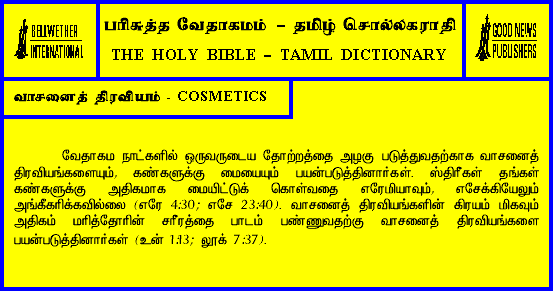 BELLWETHER
INTERNATIONAL
பரிசுத்த வேதாகமம் – தமிழ் சொல்லகராதி
THE HOLY BIBLE – TAMIL DICTIONARY
GOOD NEWS
PUBLISHERS
வாசனைத் திரவியம் - COSMETICS
வேதாகம நாட்களில் ஒருவருடைய தோற்றத்தை அழகு படுத்துவதற்காக வாசனைத்
திரவியங்களையும், கண்களுக்கு மையையும் பயன்படுத்தினார்கள். ஸ்திரீகள் தங்கள்
கண்களுக்கு அதிகமாக மையிட்டுக் கொள்வதை எரேமியாவும், எசேக்கியேலும்
அங்கீகரிக்கவில்லை (எரே 4:30; எசே 23:40). வாசனைத் திரவியங்களின் கிரயம் மிகவும்
அதிகம் மரித்தோரின் சரீரத்தை பாடம் பண்ணுவதற்கு வாசனைத் திரவியங்களை
பயன்படுத்தினார்கள் (உன் 1:13; லூக் 7:37).